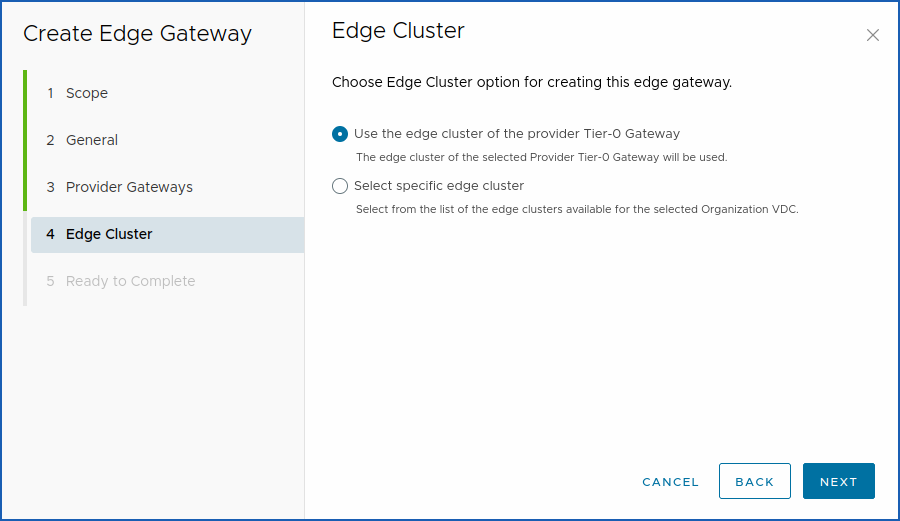 Create Edge Gateway
1 Scope
2 General
3 Provider Gateways
4 Edge Cluster
5 Ready to Complete
Edge Cluster
Choose Edge Cluster option for creating this edge gateway.
Use the edge cluster of the provider Tier-0 Gateway
The edge cluster of the selected Provider Tier-0 Gateway will be used.
Select specific edge cluster
Select from the list of the edge clusters available for the selected Organization VDC.
CANCEL BACK NEXT